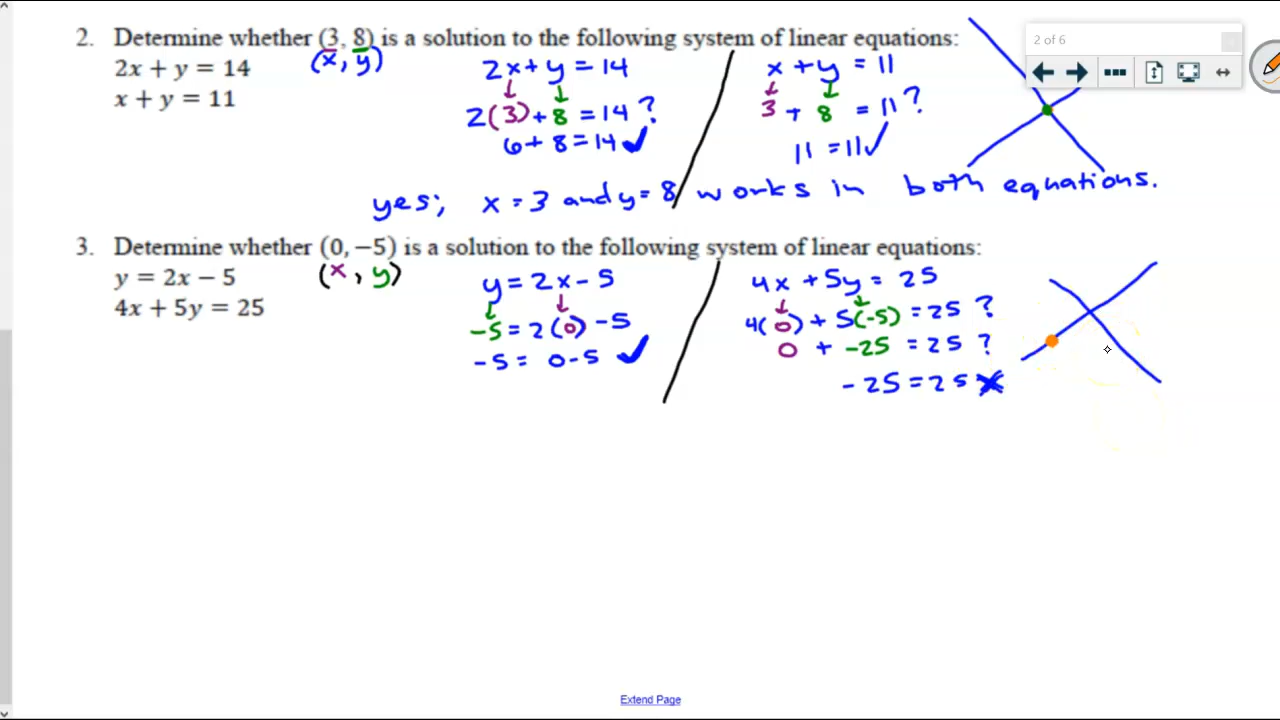 2 of 6
2. Determine whether (3, 8) is a solution to the following system of linear equations:
2x + y = 14
x + y = 11
(x, y)
2x + y = 14
2(3) + 8 = 14 ?
6 + 8 = 14 ✓
x + y = 11
3 + 8 = 11 ?
11 = 11 ✓
yes; x = 3 and y = 8 works in both equations.
3. Determine whether (0, −5) is a solution to the following system of linear equations:
y = 2x − 5
4x + 5y = 25
(x, y)
y = 2x - 5
-5 = 2(0) - 5
-5 = 0 - 5 ✓
4x + 5y = 25
4(0) + 5(-5) = 25 ?
0 + -25 = 25 ?
-25 = 25 ✗
Extend Page